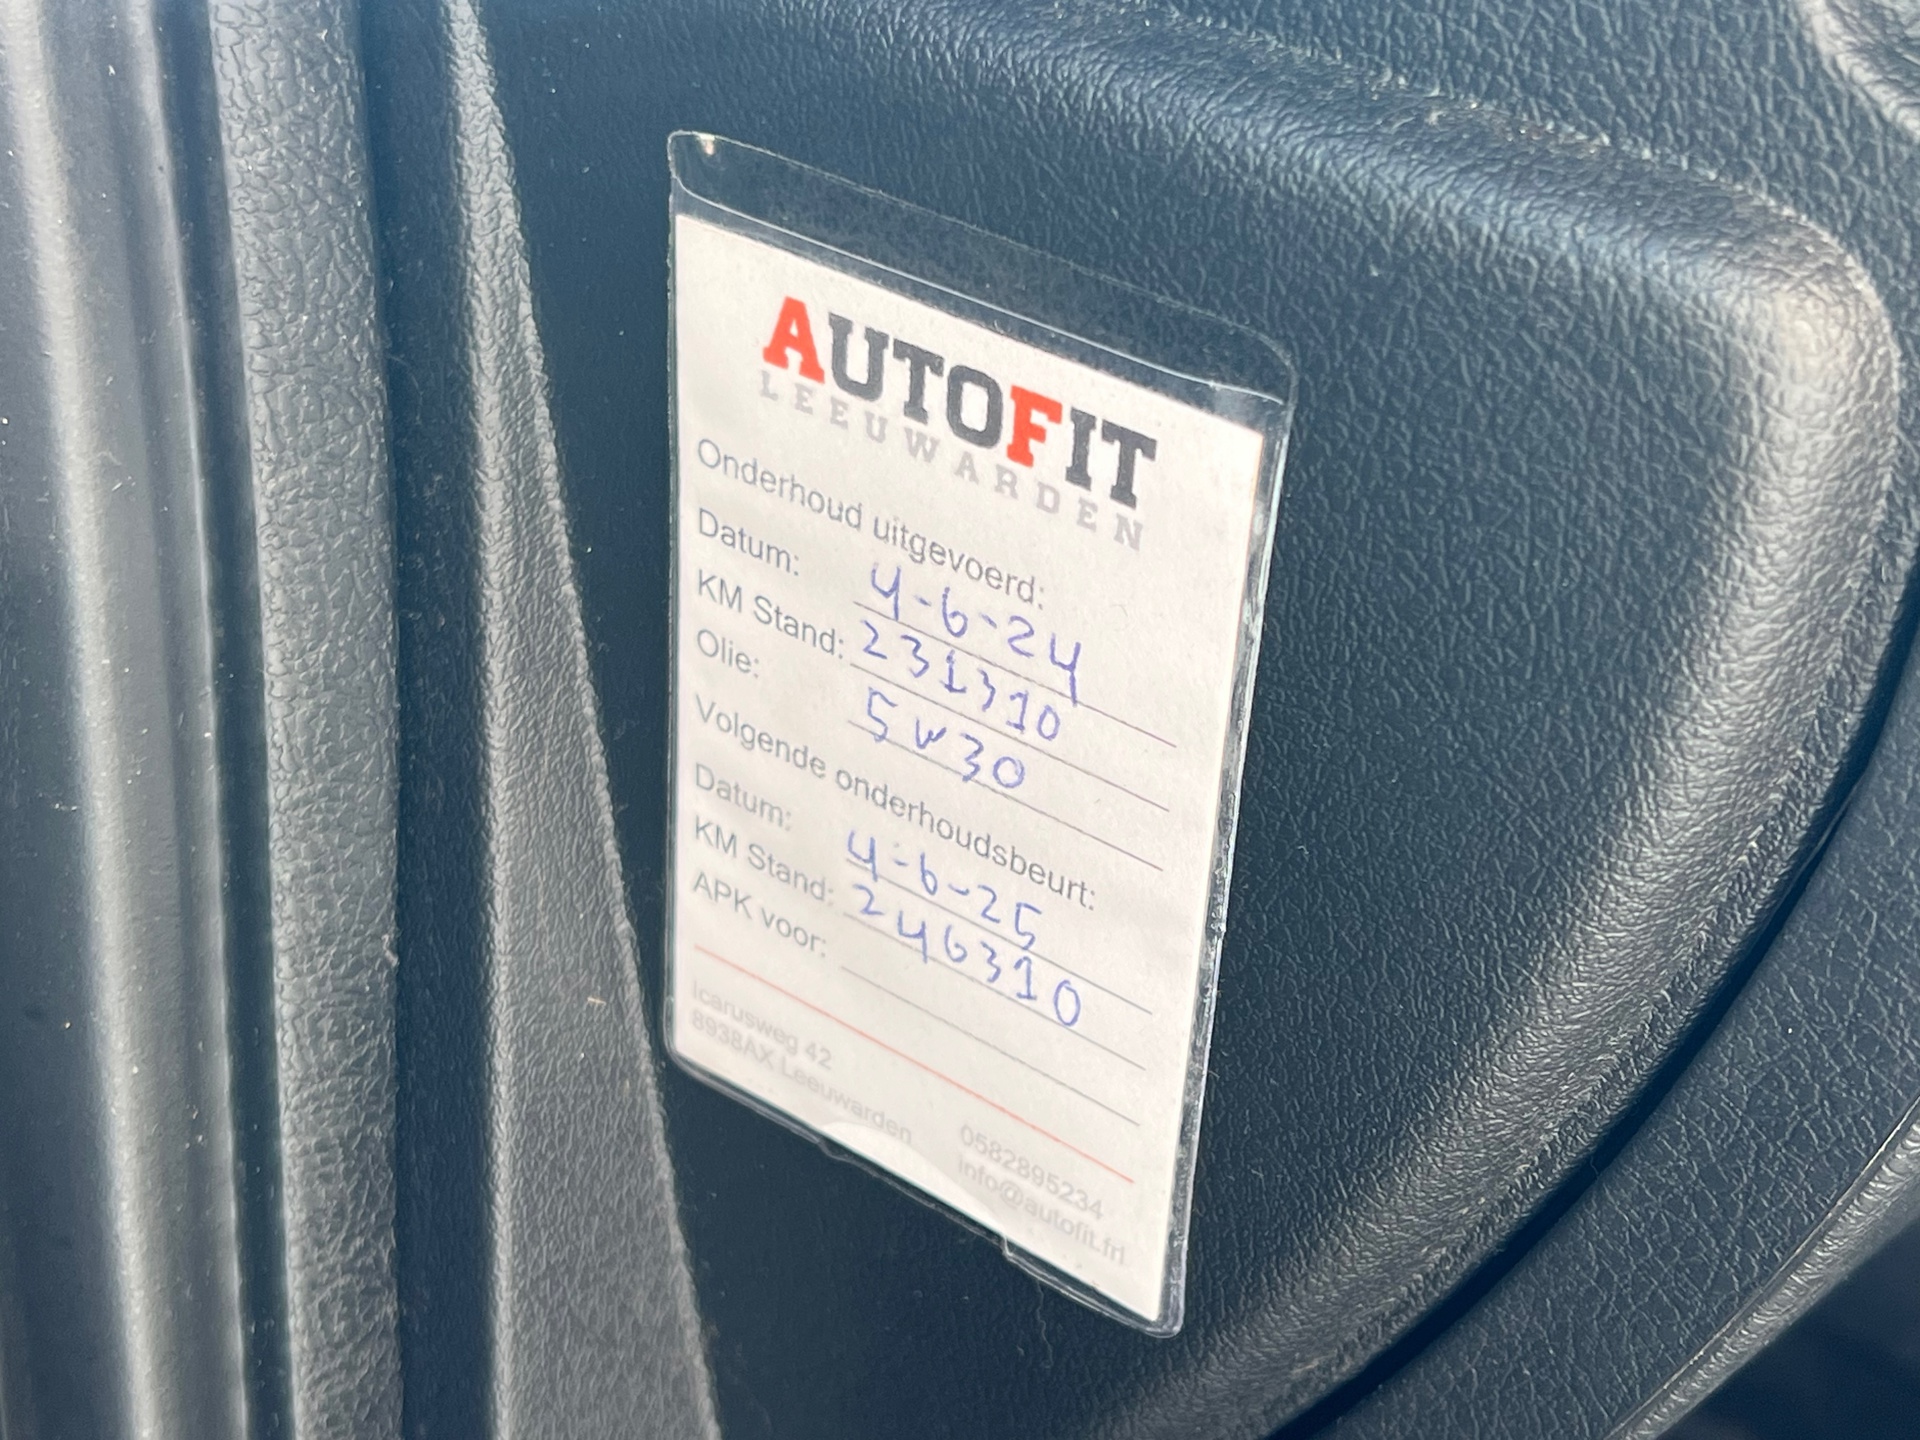 AUTOFIT
LEEUWARDEN
Onderhoud uitgevoerd:
Datum: 4-6-24
KM Stand: 231310
Olie: 5w30
Volgende onderhoudsbeurt:
Datum: 4-6-25
KM Stand: 246310
APK voor:
Icarusweg 42
8938AX Leeuwarden
0582895234
info@autofit.frl